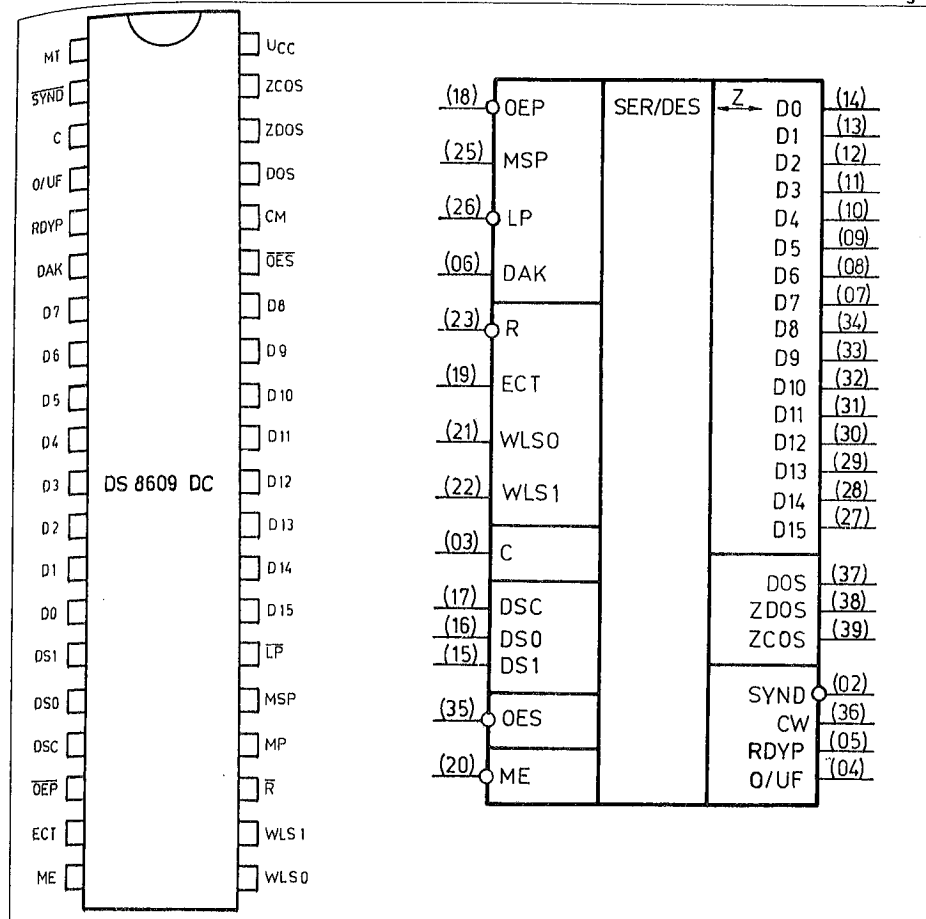 MT
UCC
SYND
ZCOS
C
ZDOS
O/UF
DOS
RDYP
CM
DAK
OES
D7
D8
D6
D9
D5
D10
D4
D11
D3
DS 8609 DC
D12
D2
D13
D1
D14
D0
D15
DS1
LP
DS0
MSP
DSC
MP
OEP
R
ECT
WLS1
ME
WLS0
(18) OEP
(25) MSP
(26) LP
(06) DAK
(23) R
(19) ECT
(21) WLS0
(22) WLS1
(03) C
(17) DSC
(16) DS0
(15) DS1
(35) OES
(20) ME
SER/DES
Z
D0 (14)
D1 (13)
D2 (12)
D3 (11)
D4 (10)
D5 (09)
D6 (08)
D7 (07)
D8 (34)
D9 (33)
D10 (32)
D11 (31)
D12 (30)
D13 (29)
D14 (28)
D15 (27)
DOS (37)
ZDOS (38)
ZCOS (39)
SYND (02)
CW (36)
RDYP (05)
O/UF (04)